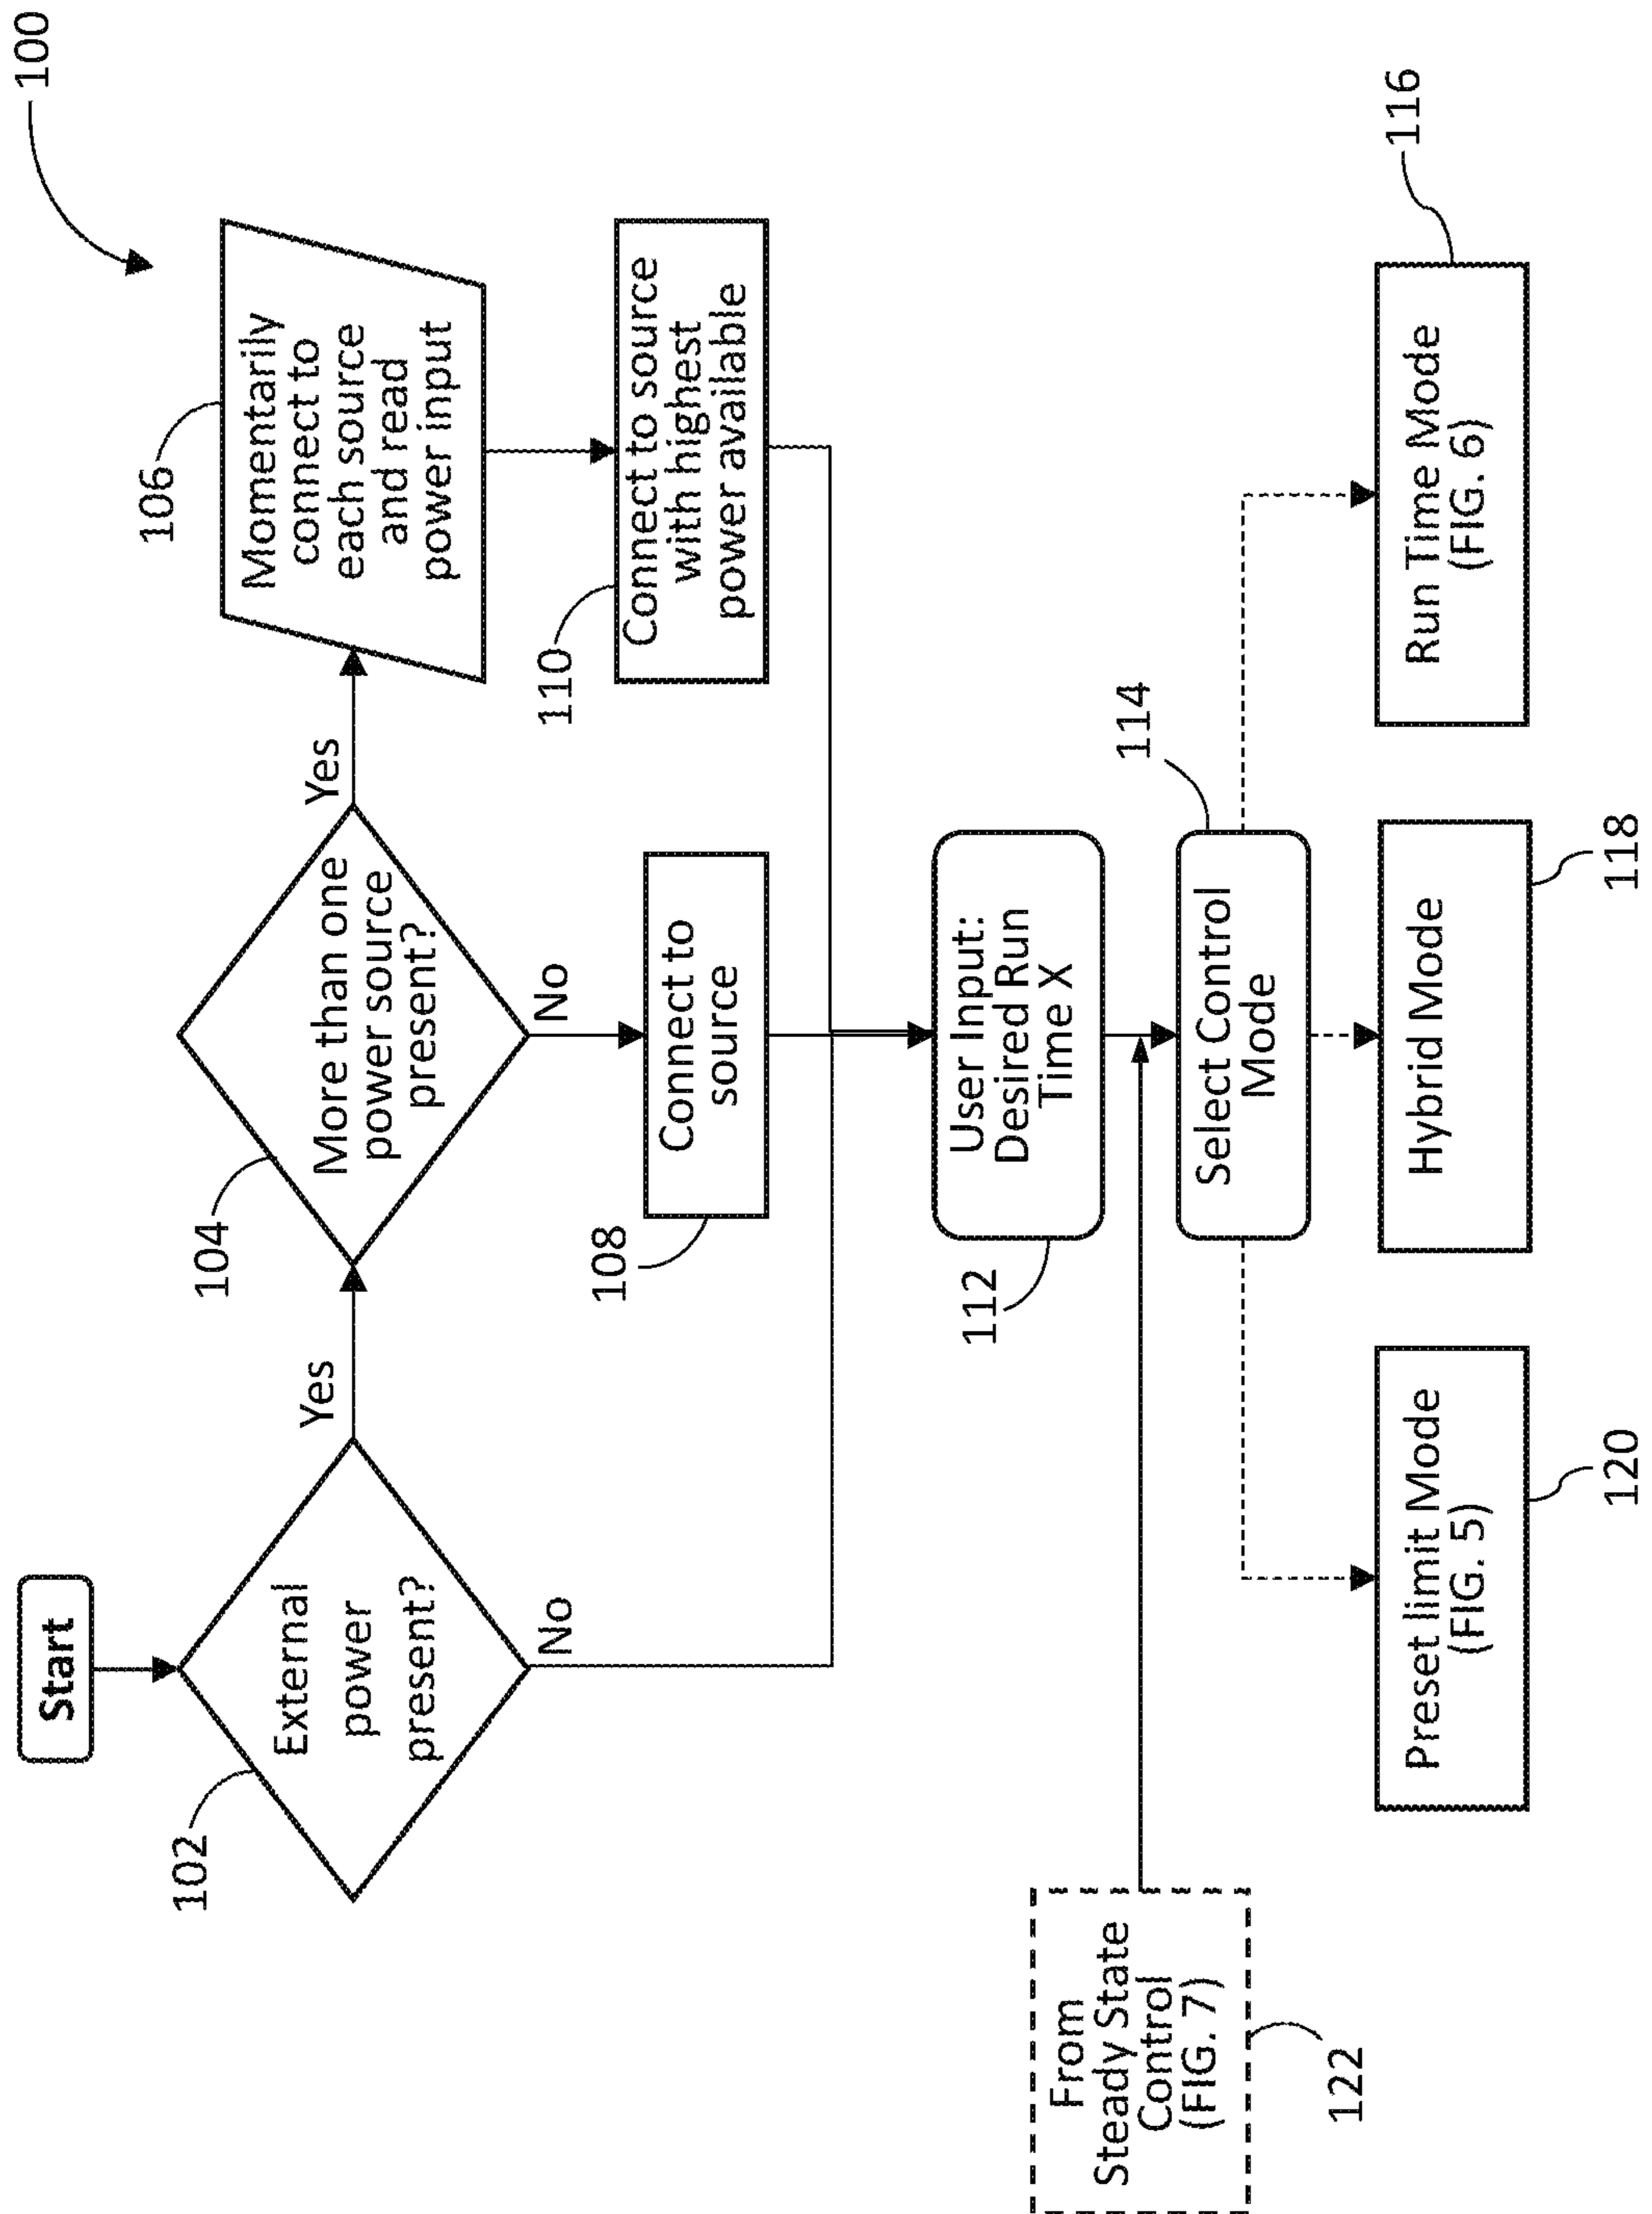 100
Start
102
External
power
present?
Yes
No
104
More than one
power source
present?
Yes
No
106
Momentarily
connect to
each source
and read
power input
108
Connect to
source
110
Connect to source
with highest
power available
112
User Input:
Desired Run
Time X
From
Steady State
Control
(FIG. 7)
122
114
Select Control
Mode
Preset limit Mode
(FIG. 5)
120
Hybrid Mode
118
Run Time Mode
(FIG. 6)
116